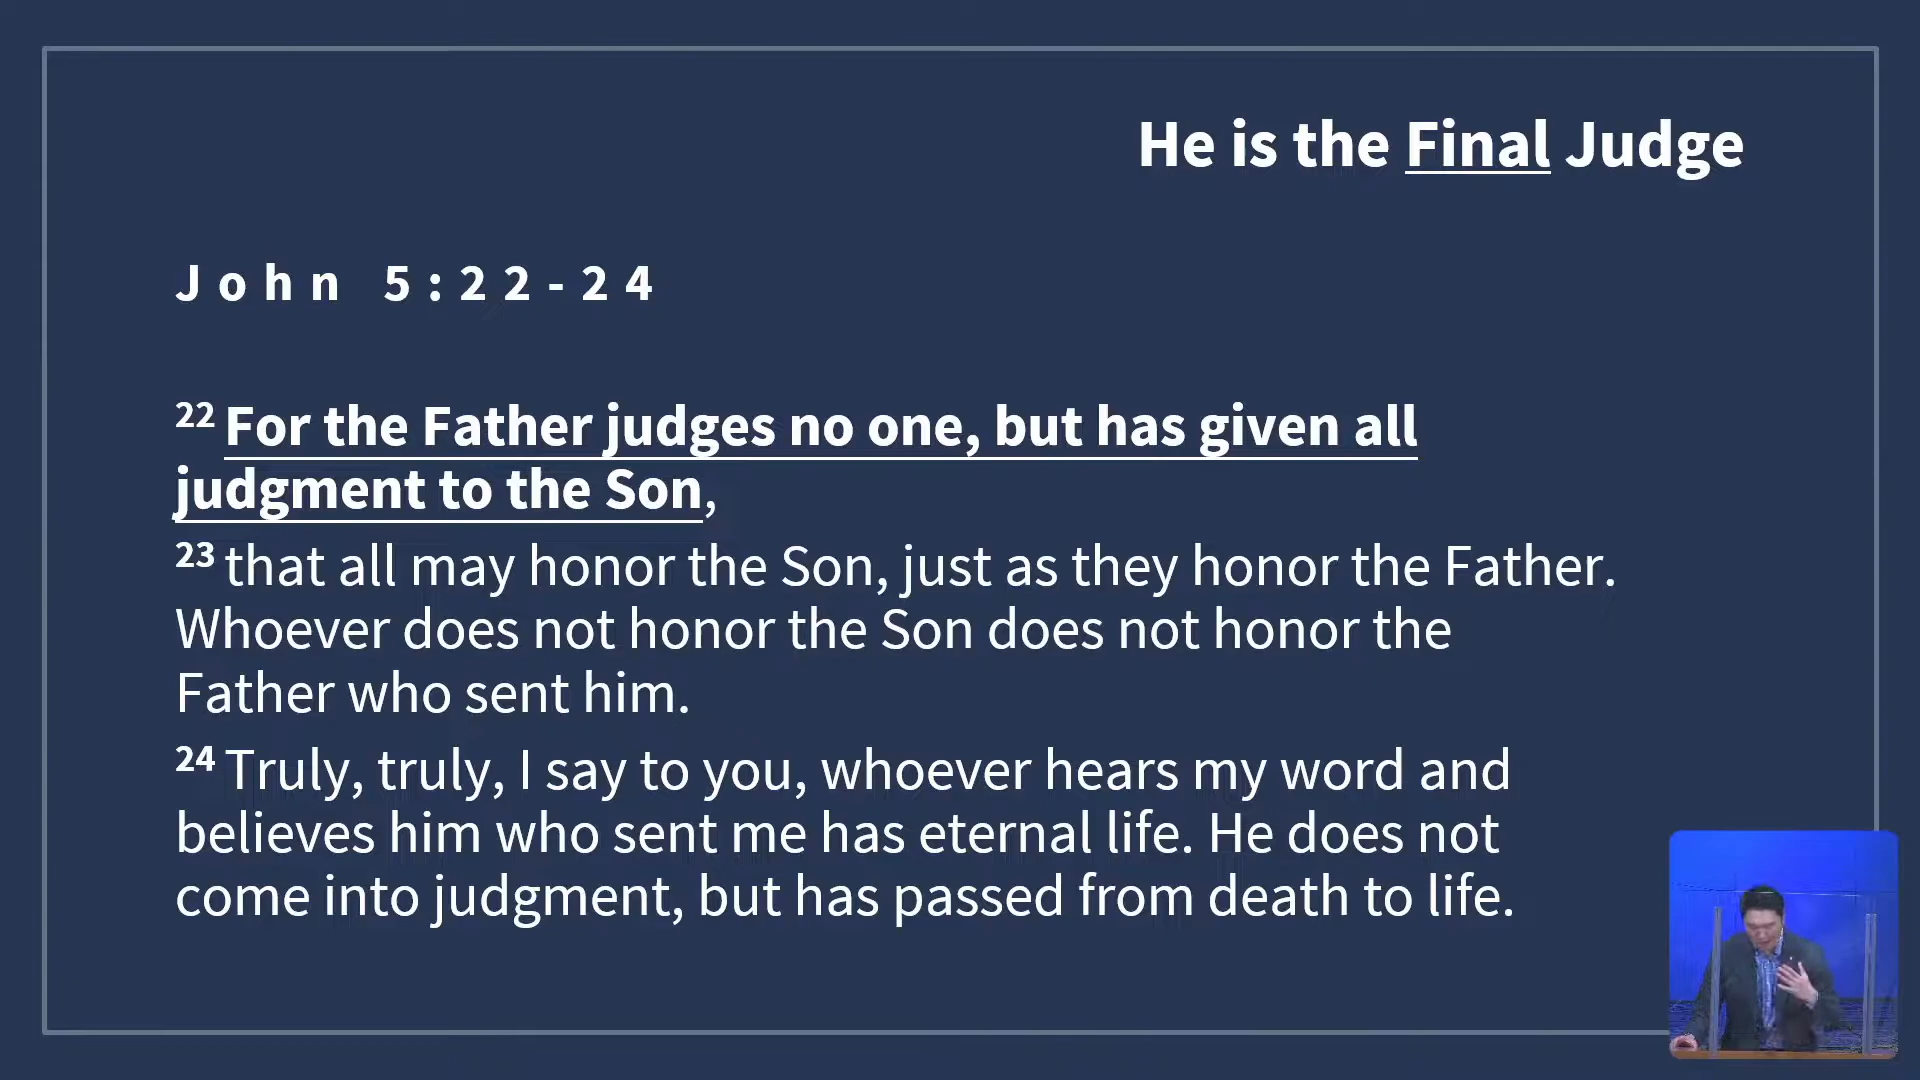 He is the Final Judge
John 5:22-24
22 For the Father judges no one, but has given all
judgment to the Son,
23 that all may honor the Son, just as they honor the Father.
Whoever does not honor the Son does not honor the
Father who sent him.
24 Truly, truly, I say to you, whoever hears my word and
believes him who sent me has eternal life. He does not
come into judgment, but has passed from death to life.